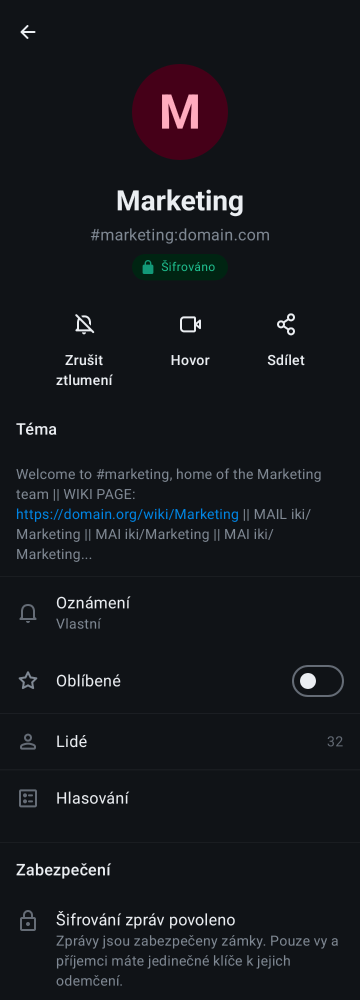 M
Marketing
#marketing:domain.com
Šifrováno
Zrušit
ztlumení
Hovor
Sdílet
Téma
Welcome to #marketing, home of the Marketing
team || WIKI PAGE:
https://domain.org/wiki/Marketing || MAIL iki/
Marketing || MAI iki/Marketing || MAI iki/
Marketing...
Oznámení
Vlastní
Oblíbené
Lidé 32
Hlasování
Zabezpečení
Šifrování zpráv povoleno
Zprávy jsou zabezpečeny zámky. Pouze vy a
příjemci máte jedinečné klíče k jejich
odemčení.